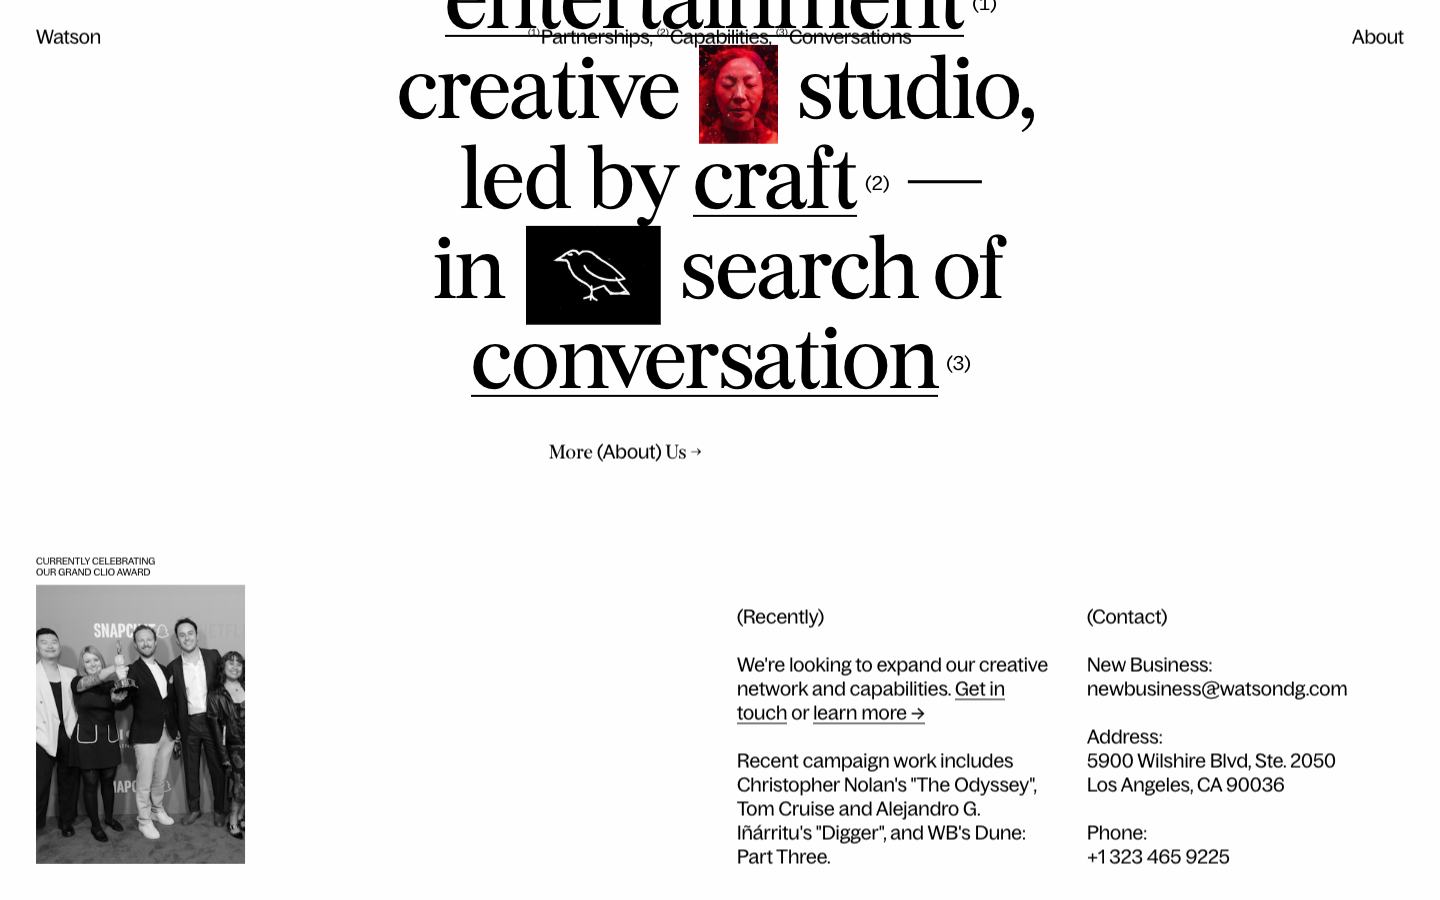 Watson
(1)Partnerships, (2)Capabilities, (3)Conversations
About
entertainment (1)
creative studio,
led by craft (2) —
in search of
conversation (3)
More (About) Us →
CURRENTLY CELEBRATING
OUR GRAND CLIO AWARD
(Recently)
We're looking to expand our creative
network and capabilities. Get in
touch or learn more →
Recent campaign work includes
Christopher Nolan's "The Odyssey",
Tom Cruise and Alejandro G.
Iñárritu's "Digger", and WB's Dune:
Part Three.
(Contact)
New Business:
newbusiness@watsondg.com
Address:
5900 Wilshire Blvd, Ste. 2050
Los Angeles, CA 90036
Phone:
+1 323 465 9225